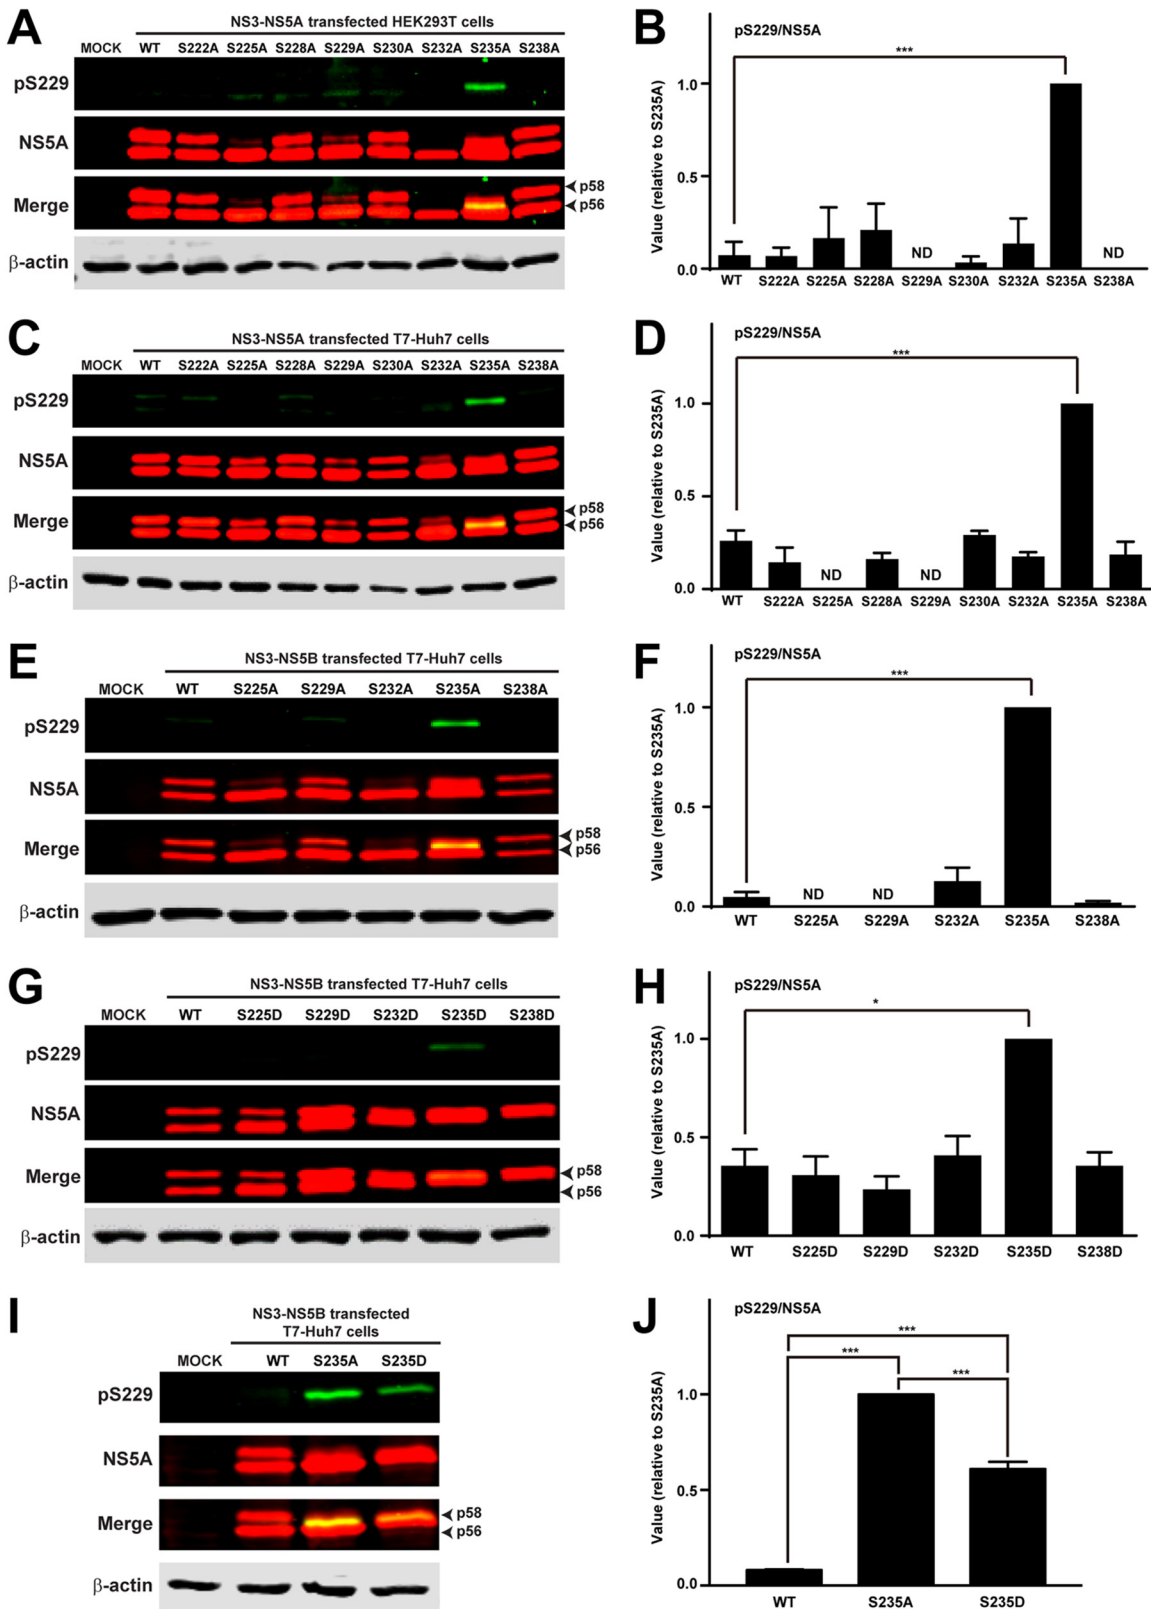 A
NS3-NS5A transfected HEK293T cells
MOCK WT S222A S225A S228A S229A S230A S232A S235A S238A
pS229
NS5A
Merge
p58
p56
β-actin
B
pS229/NS5A
***
Value (relative to S235A)
1.0
0.5
0.0
ND ND
WT S222A S225A S228A S229A S230A S232A S235A S238A
C
NS3-NS5A transfected T7-Huh7 cells
MOCK WT S222A S225A S228A S229A S230A S232A S235A S238A
pS229
NS5A
Merge
p58
p56
β-actin
D
pS229/NS5A
***
Value (relative to S235A)
1.0
0.5
0.0
ND ND
WT S222A S225A S228A S229A S230A S232A S235A S238A
E
NS3-NS5B transfected T7-Huh7 cells
MOCK WT S225A S229A S232A S235A S238A
pS229
NS5A
Merge
p58
p56
β-actin
F
pS229/NS5A
***
Value (relative to S235A)
1.0
0.5
0.0
ND ND
WT S225A S229A S232A S235A S238A
G
NS3-NS5B transfected T7-Huh7 cells
MOCK WT S225D S229D S232D S235D S238D
pS229
NS5A
Merge
p58
p56
β-actin
H
pS229/NS5A
*
Value (relative to S235A)
1.0
0.5
0.0
WT S225D S229D S232D S235D S238D
I
NS3-NS5B transfected
T7-Huh7 cells
MOCK WT S235A S235D
pS229
NS5A
Merge
p58
p56
β-actin
J
pS229/NS5A
***
***
***
Value (relative to S235A)
1.0
0.5
0.0
WT S235A S235D